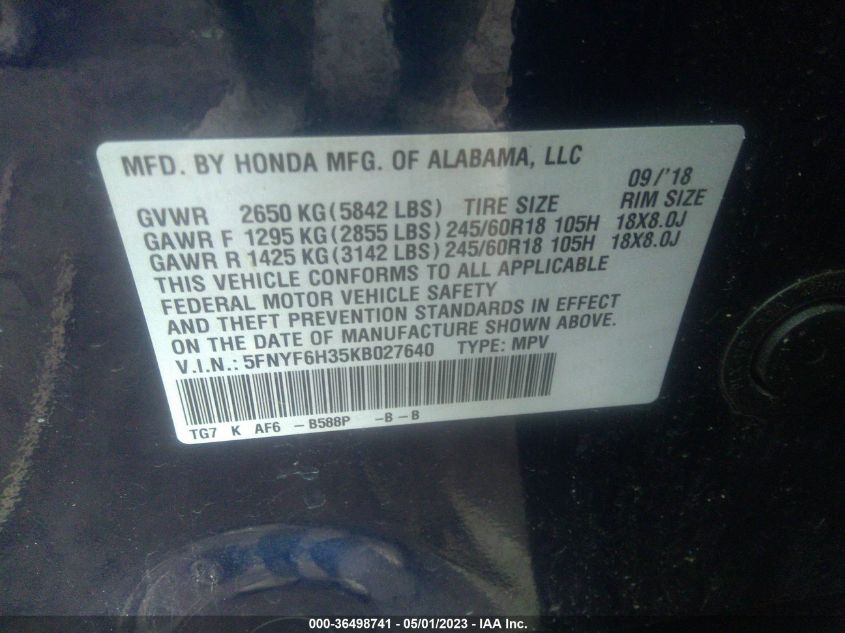 MFD. BY HONDA MFG. OF ALABAMA, LLC
09/'18
GVWR 2650 KG (5842 LBS) TIRE SIZE RIM SIZE
GAWR F 1295 KG (2855 LBS) 245/60R18 105H 18X8.0J
GAWR R 1425 KG (3142 LBS) 245/60R18 105H 18X8.0J
THIS VEHICLE CONFORMS TO ALL APPLICABLE
FEDERAL MOTOR VEHICLE SAFETY
AND THEFT PREVENTION STANDARDS IN EFFECT
ON THE DATE OF MANUFACTURE SHOWN ABOVE.
V.I.N.: 5FNYF6H35KB027640 TYPE: MPV
TG7 K AF6 -B588P -B-B
000-36498741 / 05/01/2023 - IAA Inc.